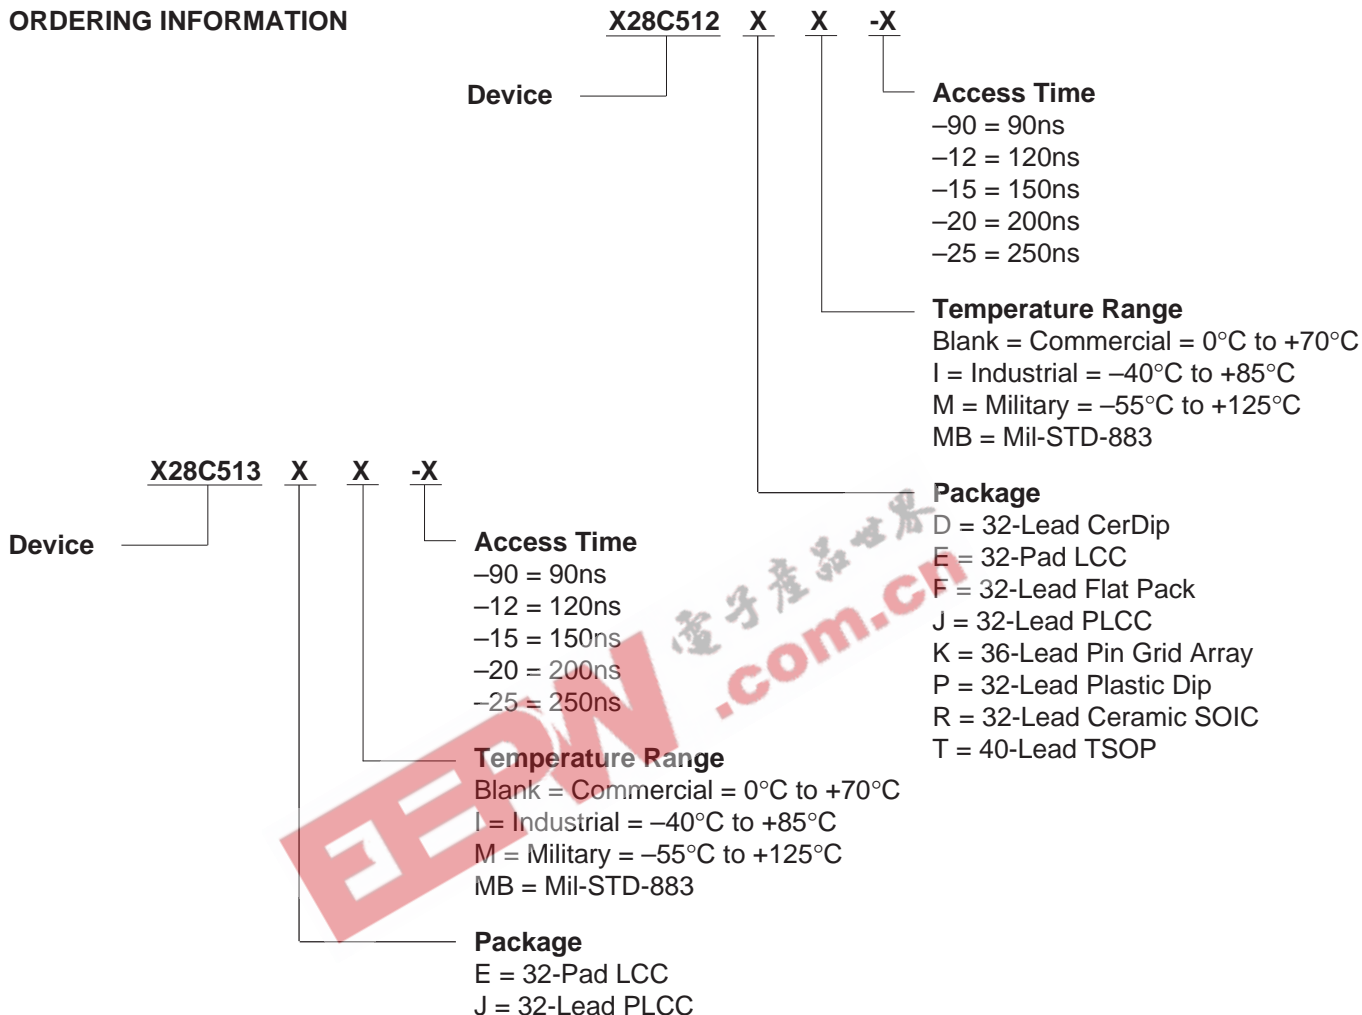 ORDERING INFORMATION
X28C512 X X -X
Device
Access Time
–90 = 90ns
–12 = 120ns
–15 = 150ns
–20 = 200ns
–25 = 250ns
Temperature Range
Blank = Commercial = 0°C to +70°C
I = Industrial = –40°C to +85°C
M = Military = –55°C to +125°C
MB = Mil-STD-883
Package
D = 32-Lead CerDip
E = 32-Pad LCC
F = 32-Lead Flat Pack
J = 32-Lead PLCC
K = 36-Lead Pin Grid Array
P = 32-Lead Plastic Dip
R = 32-Lead Ceramic SOIC
T = 40-Lead TSOP
X28C513 X X -X
Device
Access Time
–90 = 90ns
–12 = 120ns
–15 = 150ns
–20 = 200ns
–25 = 250ns
Temperature Range
Blank = Commercial = 0°C to +70°C
I = Industrial = –40°C to +85°C
M = Military = –55°C to +125°C
MB = Mil-STD-883
Package
E = 32-Pad LCC
J = 32-Lead PLCC
電子產品世界
EEPW.com.cn